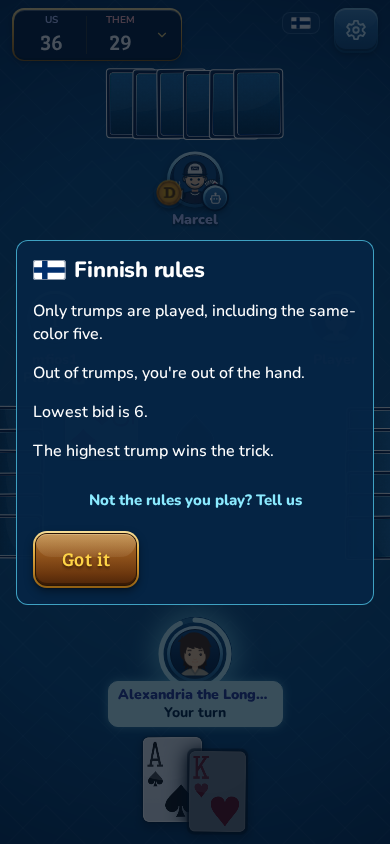 US
THEM
36
29
D
Marcel
Finnish rules
Only trumps are played, including the same-
color five.
Out of trumps, you're out of the hand.
Lowest bid is 6.
The highest trump wins the trick.
Not the rules you play? Tell us
Got it
Alexandria the Long...
Your turn
A
K